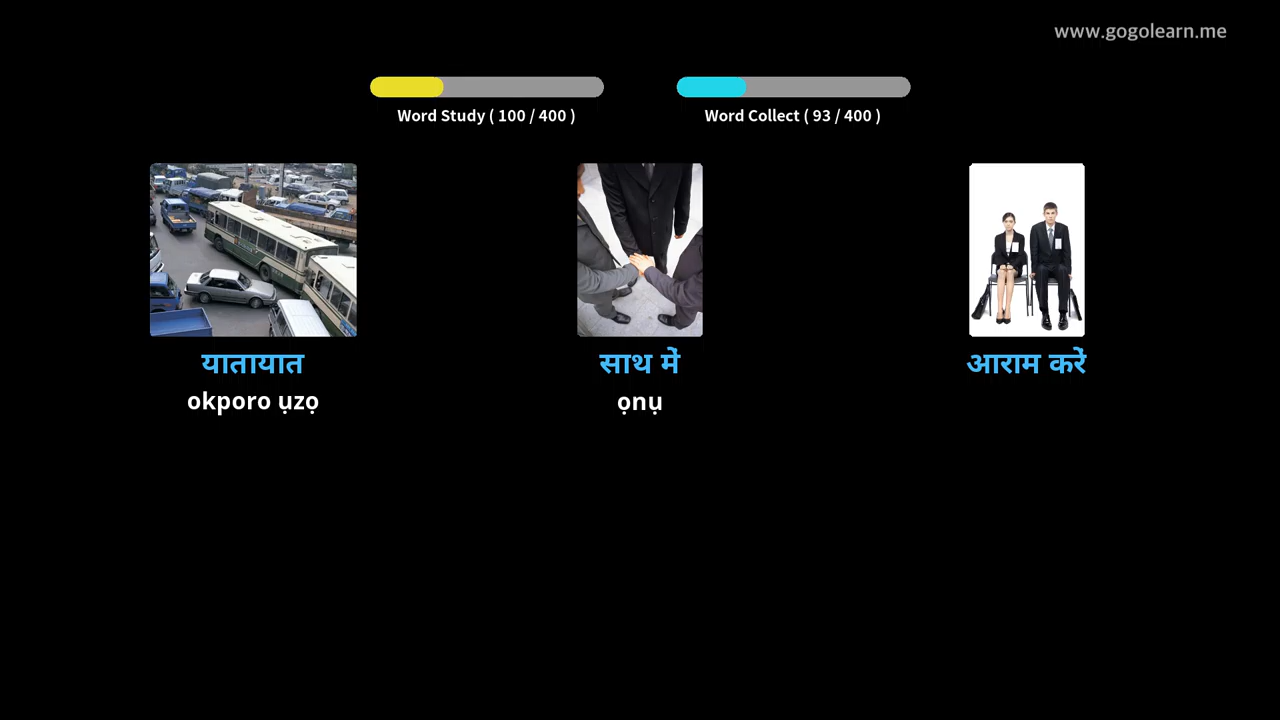 www.gogolearn.me
Word Study ( 100 / 400 )
Word Collect ( 93 / 400 )
यातायात
साथ में
आराम करें
okporo ụzọ
ọnụ